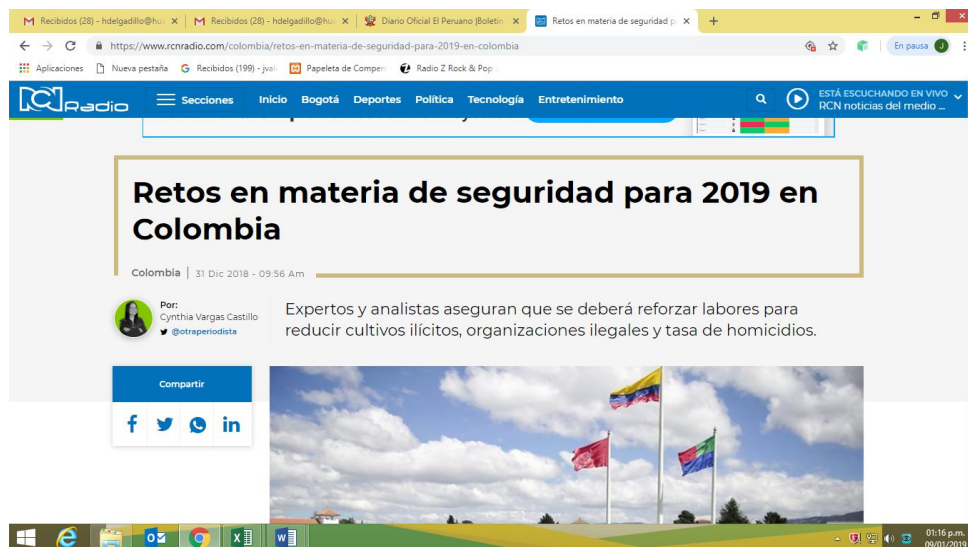 Recibidos (28) - hdelgadillo@hu
Recibidos (28) - hdelgadillo@hu
Diario Oficial El Peruano |Boletin
Retos en materia de seguridad p
https://www.rcnradio.com/colombia/retos-en-materia-de-seguridad-para-2019-en-colombia
En pausa J
Aplicaciones Nueva pestaña Recibidos (199) - jval Papeleta de Compen Radio Z Rock & Pop
RCN Radio Secciones Inicio Bogotá Deportes Política Tecnología Entretenimiento
ESTÁ ESCUCHANDO EN VIVO
RCN noticias del medio ...
Retos en materia de seguridad para 2019 en
Colombia
Colombia | 31 Dic 2018 - 09:56 Am
Por:
Cynthia Vargas Castillo
@otraperiodista
Expertos y analistas aseguran que se deberá reforzar labores para
reducir cultivos ilícitos, organizaciones ilegales y tasa de homicidios.
Compartir
01:16 p.m.
09/01/2019